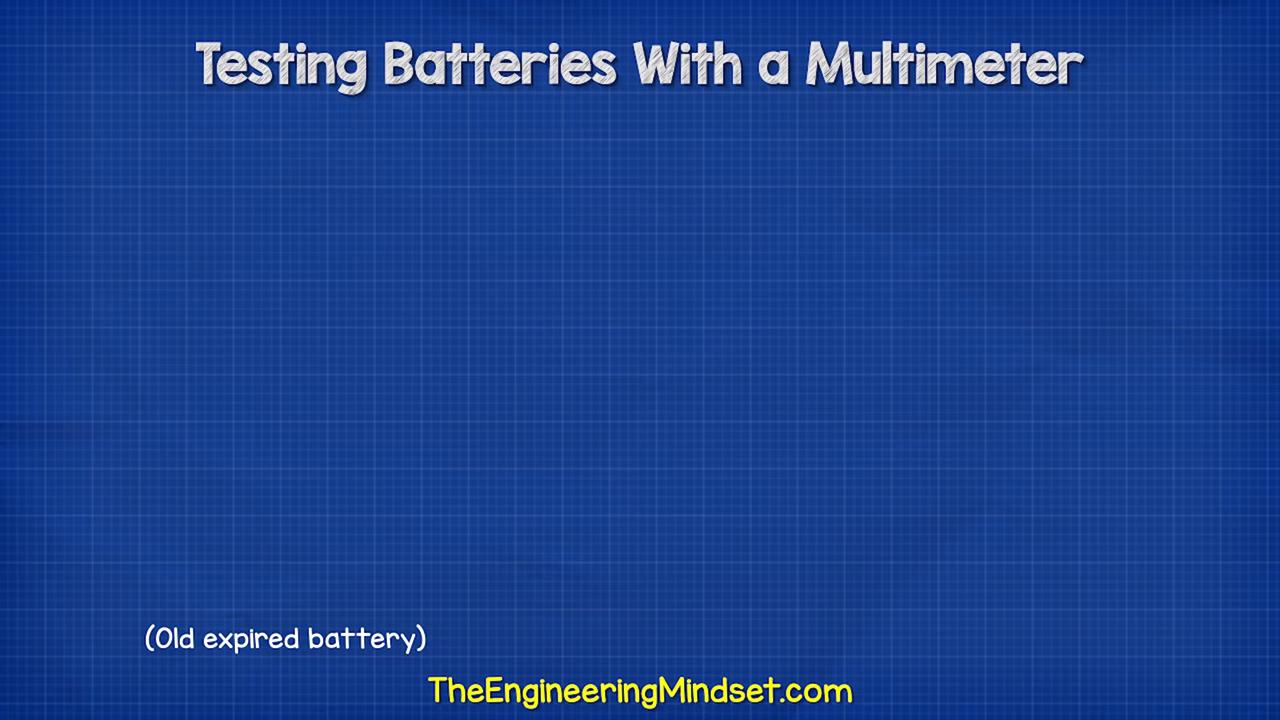 Testing Batteries With a Multimeter
(Old expired battery)
TheEngineeringMindset.com